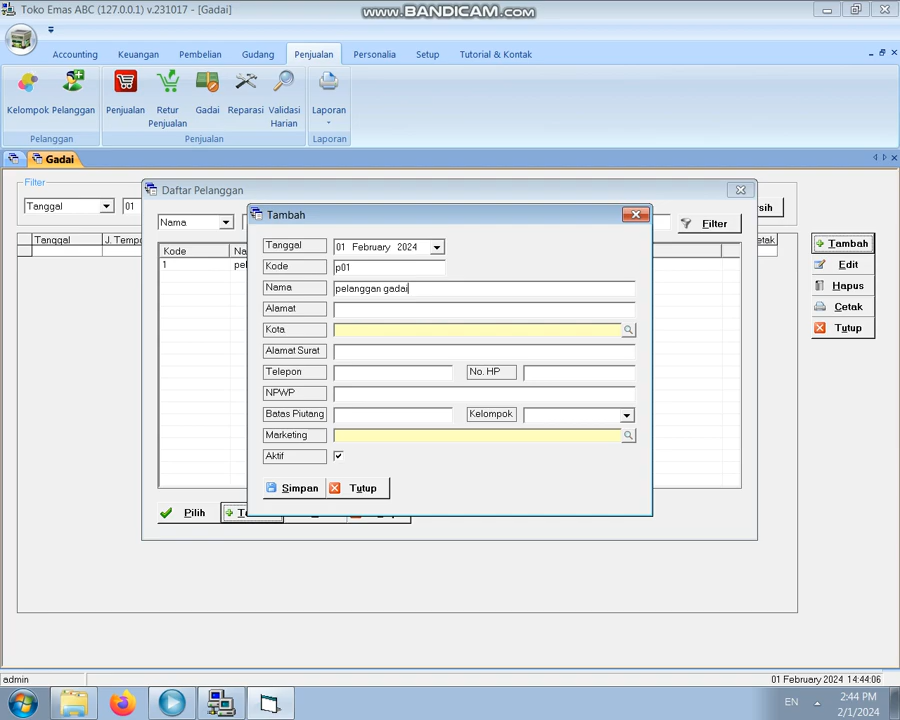 Toko Emas ABC (127.0.0.1) v.231017 - [Gadai]
www.BANDICAM.com
Accounting Keuangan Pembelian Gudang Penjualan Personalia Setup Tutorial & Kontak
Kelompok Pelanggan Penjualan Retur Penjualan Gadai Reparasi Validasi Harian Laporan
Pelanggan Penjualan Laporan
Gadai
Filter
Tanggal 01
Tanggal J. Tempo
Daftar Pelanggan
Nama Filter
Kode
1
Tambah
Tanggal 01 February 2024
Kode p01
Nama pelanggan gadai
Alamat
Kota
Alamat Surat
Telepon No. HP
NPWP
Batas Piutang Kelompok
Marketing
Aktif
Simpan Tutup
Pilih
Tambah
Edit
Hapus
Cetak
Tutup
admin 01 February 2024 14:44:06
EN 2:44 PM
2/1/2024